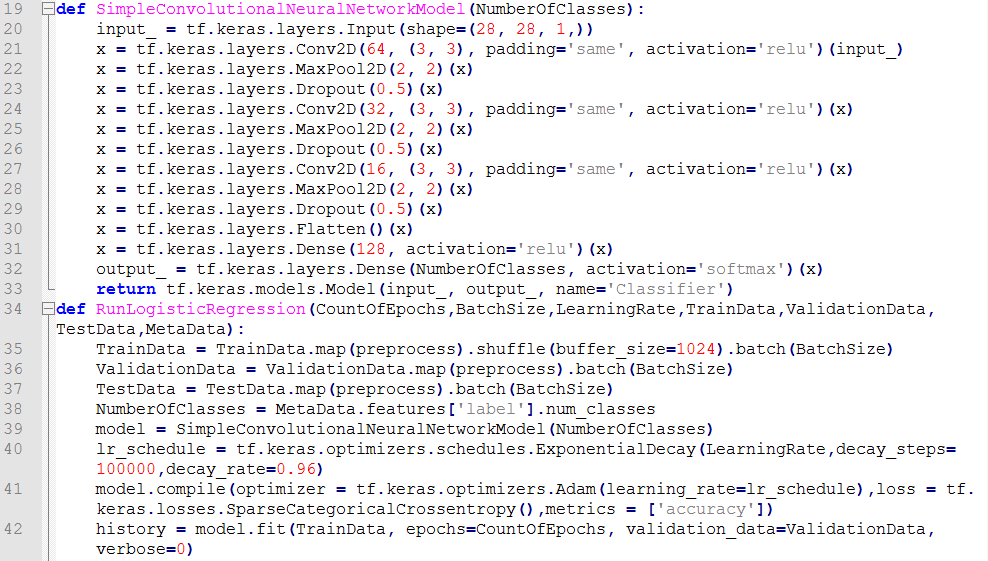 19 def SimpleConvolutionalNeuralNetworkModel(NumberOfClasses):
20     input_ = tf.keras.layers.Input(shape=(28, 28, 1,))
21     x = tf.keras.layers.Conv2D(64, (3, 3), padding='same', activation='relu')(input_)
22     x = tf.keras.layers.MaxPool2D(2, 2)(x)
23     x = tf.keras.layers.Dropout(0.5)(x)
24     x = tf.keras.layers.Conv2D(32, (3, 3), padding='same', activation='relu')(x)
25     x = tf.keras.layers.MaxPool2D(2, 2)(x)
26     x = tf.keras.layers.Dropout(0.5)(x)
27     x = tf.keras.layers.Conv2D(16, (3, 3), padding='same', activation='relu')(x)
28     x = tf.keras.layers.MaxPool2D(2, 2)(x)
29     x = tf.keras.layers.Dropout(0.5)(x)
30     x = tf.keras.layers.Flatten()(x)
31     x = tf.keras.layers.Dense(128, activation='relu')(x)
32     output_ = tf.keras.layers.Dense(NumberOfClasses, activation='softmax')(x)
33     return tf.keras.models.Model(input_, output_, name='Classifier')
34 def RunLogisticRegression(CountOfEpochs,BatchSize,LearningRate,TrainData,ValidationData,
TestData,MetaData):
35     TrainData = TrainData.map(preprocess).shuffle(buffer_size=1024).batch(BatchSize)
36     ValidationData = ValidationData.map(preprocess).batch(BatchSize)
37     TestData = TestData.map(preprocess).batch(BatchSize)
38     NumberOfClasses = MetaData.features['label'].num_classes
39     model = SimpleConvolutionalNeuralNetworkModel(NumberOfClasses)
40     lr_schedule = tf.keras.optimizers.schedules.ExponentialDecay(LearningRate,decay_steps=
100000,decay_rate=0.96)
41     model.compile(optimizer = tf.keras.optimizers.Adam(learning_rate=lr_schedule),loss = tf.
keras.losses.SparseCategoricalCrossentropy(),metrics = ['accuracy'])
42     history = model.fit(TrainData, epochs=CountOfEpochs, validation_data=ValidationData,
verbose=0)